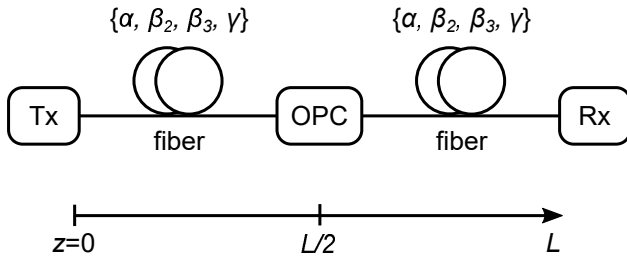 {α, β2, β3, γ} {α, β2, β3, γ}
Tx OPC Rx
fiber fiber
z=0 L/2 L